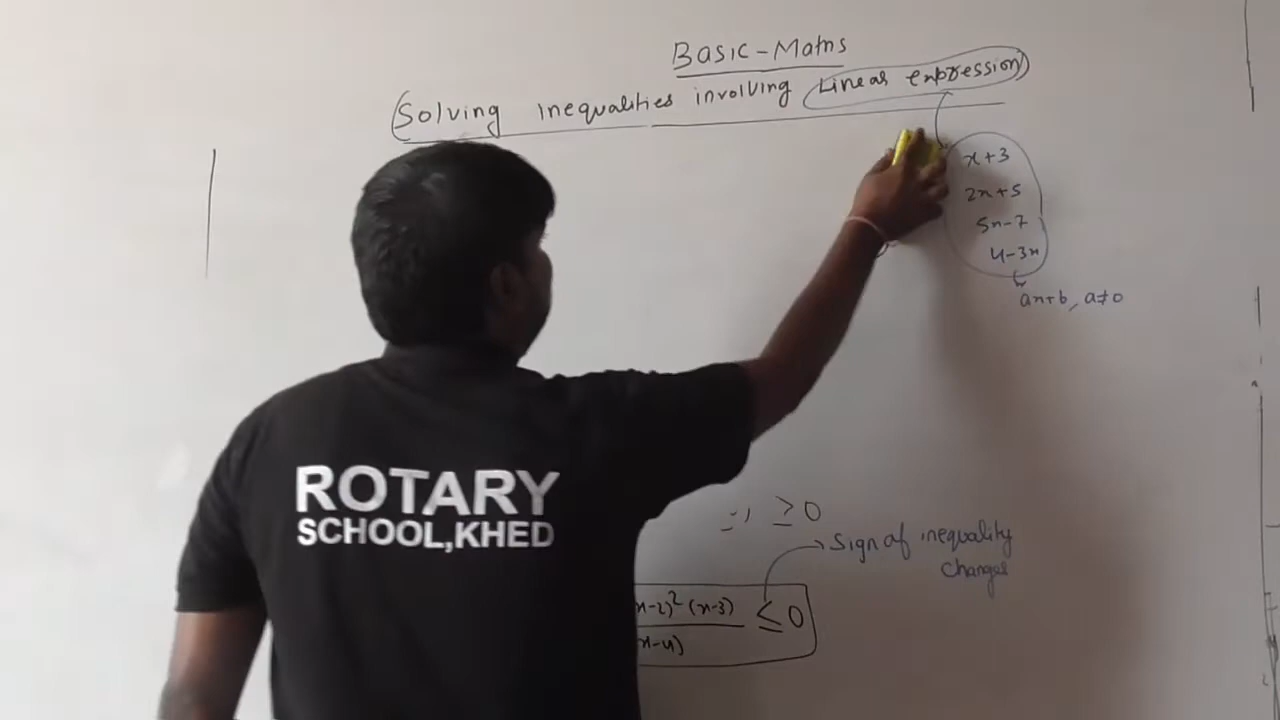 Basic-Maths
(Solving inequalities involving Linear expression)
x+3
2x+5
5x-7
4-3x
ax+b, a≠0
ROTARY
SCHOOL,KHED
≥ 0
Sign of inequality
changes
x-2)² (x-3)
≤ 0
x-4)